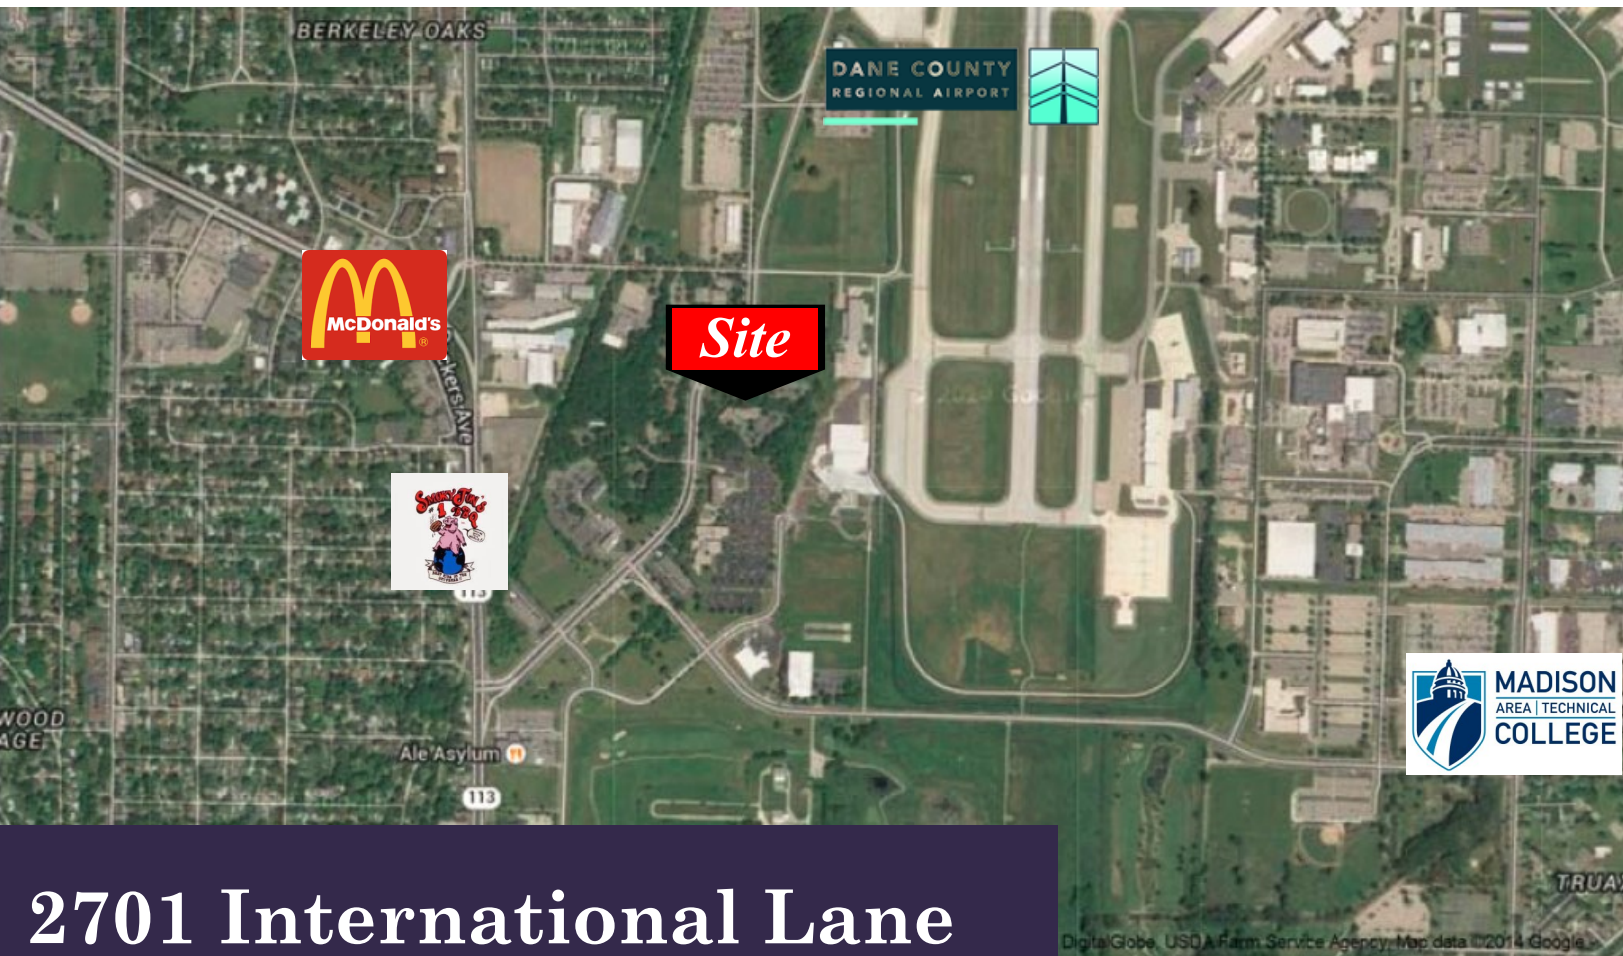 BERKELEY OAKS
DANE COUNTY
REGIONAL AIRPORT
McDonald's
®
Site
kers Ave
113
WOOD
AGE
Ale Asylum
113
MADISON
AREA | TECHNICAL
COLLEGE
TRUAX
2701 International Lane
DigitalGlobe, USDA Farm Service Agency, Map data ©2014 Google -